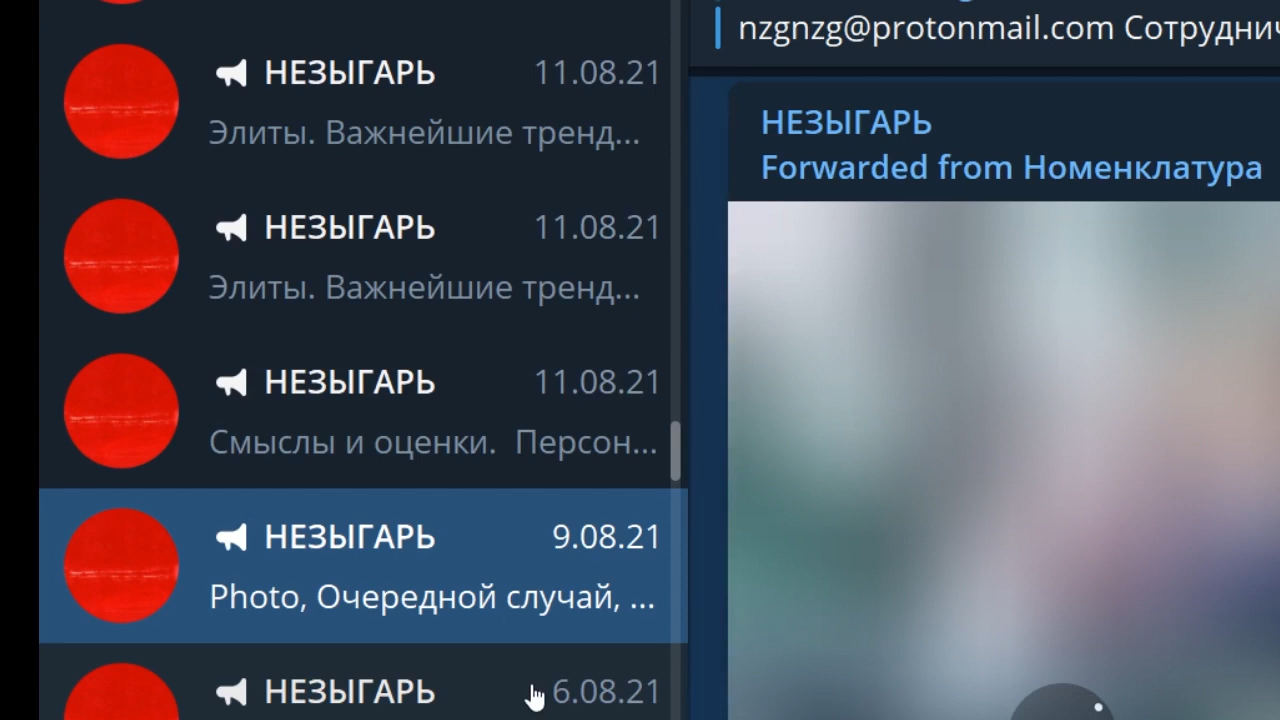 НЕЗЫГАРЬ 11.08.21
Элиты. Важнейшие тренд...
НЕЗЫГАРЬ 11.08.21
Элиты. Важнейшие тренд...
НЕЗЫГАРЬ 11.08.21
Смыслы и оценки. Персон...
НЕЗЫГАРЬ 9.08.21
Photo, Очередной случай, ...
НЕЗЫГАРЬ 6.08.21
nzgnzg@protonmail.com Сотруднич
НЕЗЫГАРЬ
Forwarded from Номенклатура